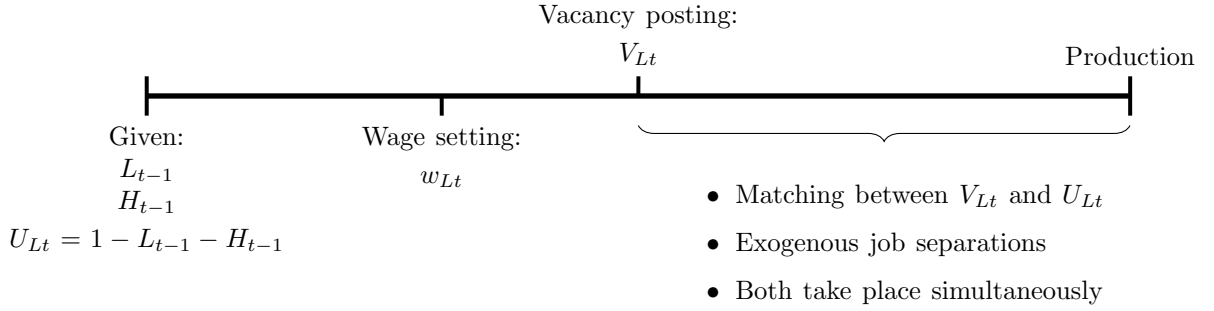 Vacancy posting:
V_{Lt}
Production
Given:
L_{t−1}
H_{t−1}
U_{Lt} = 1 − L_{t−1} − H_{t−1}
Wage setting:
w_{Lt}
• Matching between V_{Lt} and U_{Lt}
• Exogenous job separations
• Both take place simultaneously